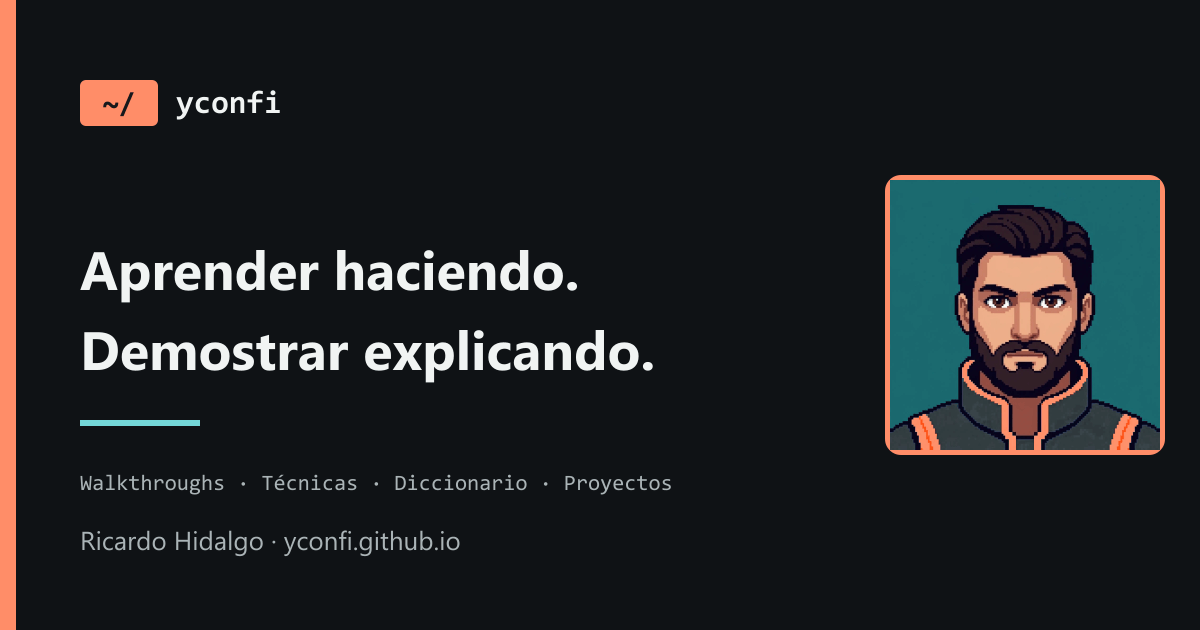 ~/ yconfi
Aprender haciendo.
Demostrar explicando.
Walkthroughs · Técnicas · Diccionario · Proyectos
Ricardo Hidalgo · yconfi.github.io